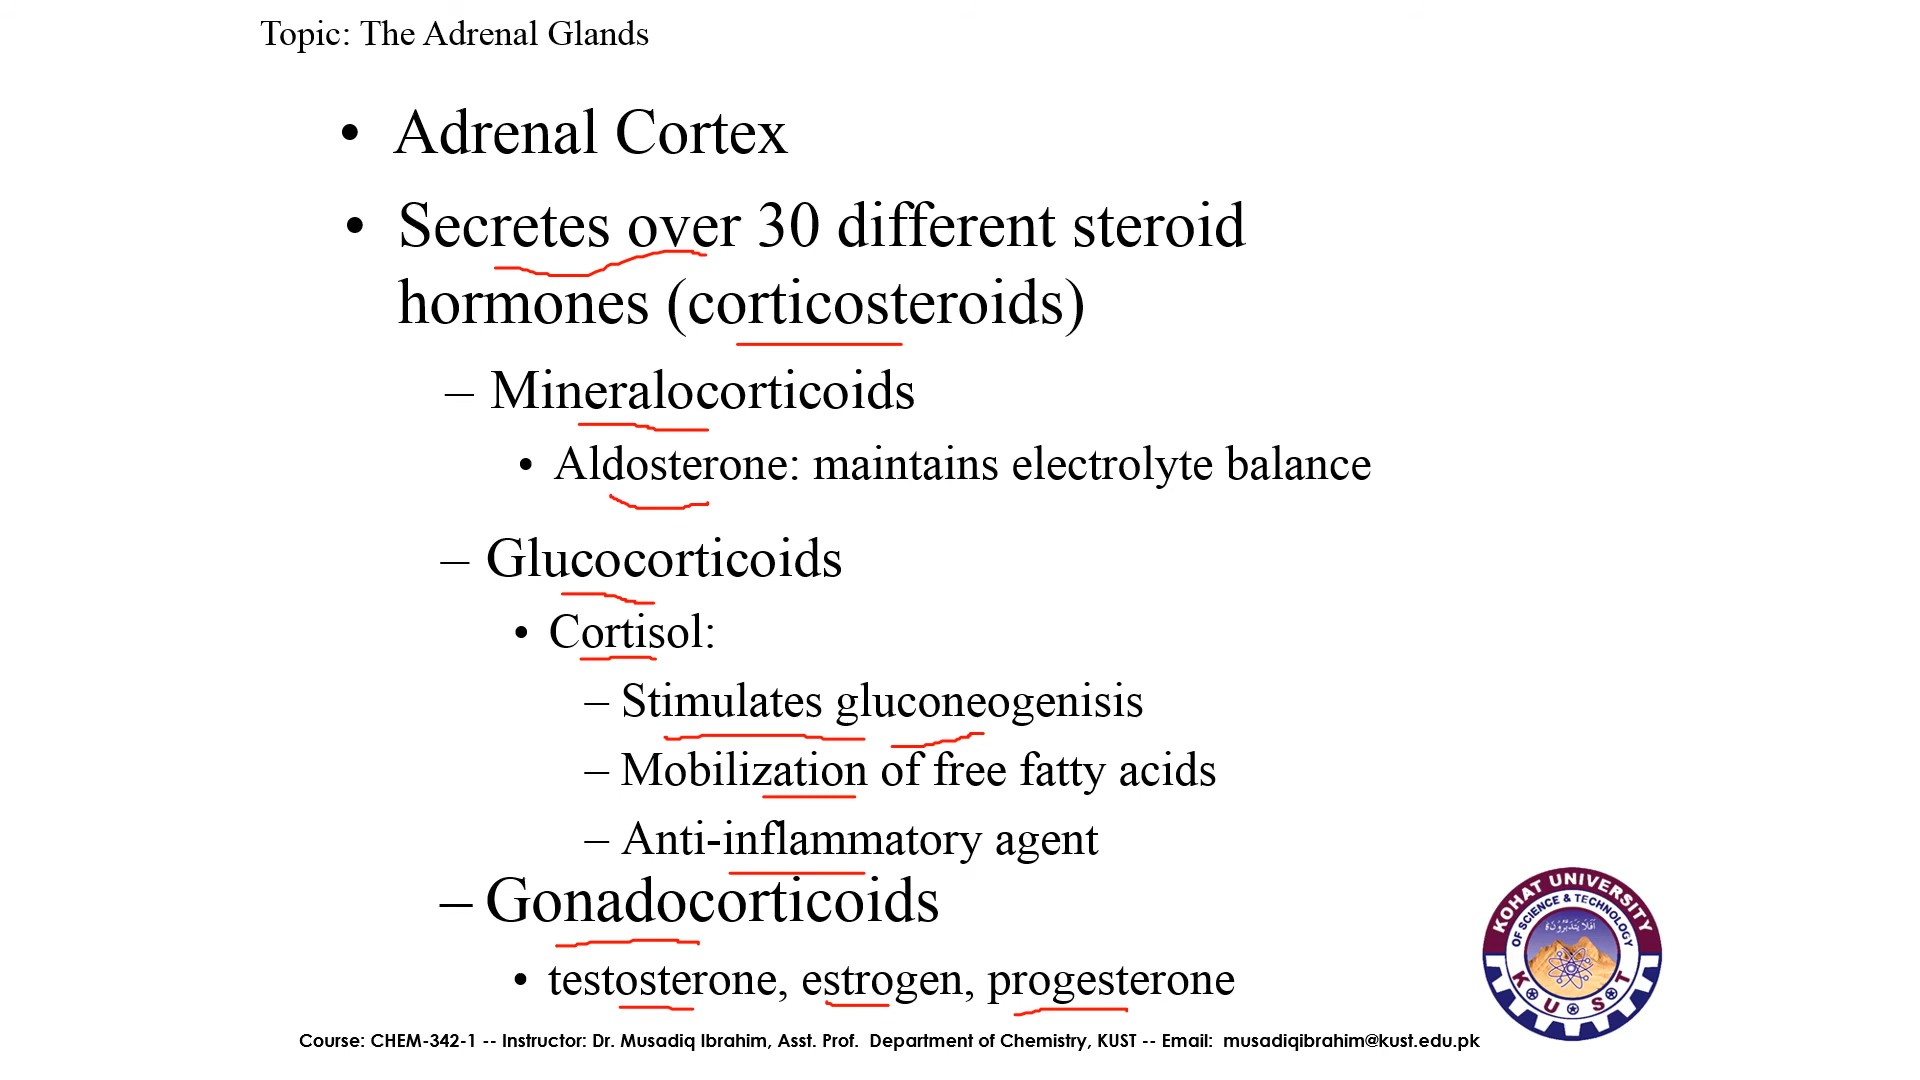 Topic: The Adrenal Glands
• Adrenal Cortex
• Secretes over 30 different steroid
hormones (corticosteroids)
– Mineralocorticoids
• Aldosterone: maintains electrolyte balance
– Glucocorticoids
• Cortisol:
– Stimulates gluconeogenisis
– Mobilization of free fatty acids
– Anti-inflammatory agent
– Gonadocorticoids
• testosterone, estrogen, progesterone
KOHAT UNIVERSITY
OF SCIENCE & TECHNOLOGY
KUST
Course: CHEM-342-1 -- Instructor: Dr. Musadiq Ibrahim, Asst. Prof. Department of Chemistry, KUST -- Email: musadiqibrahim@kust.edu.pk